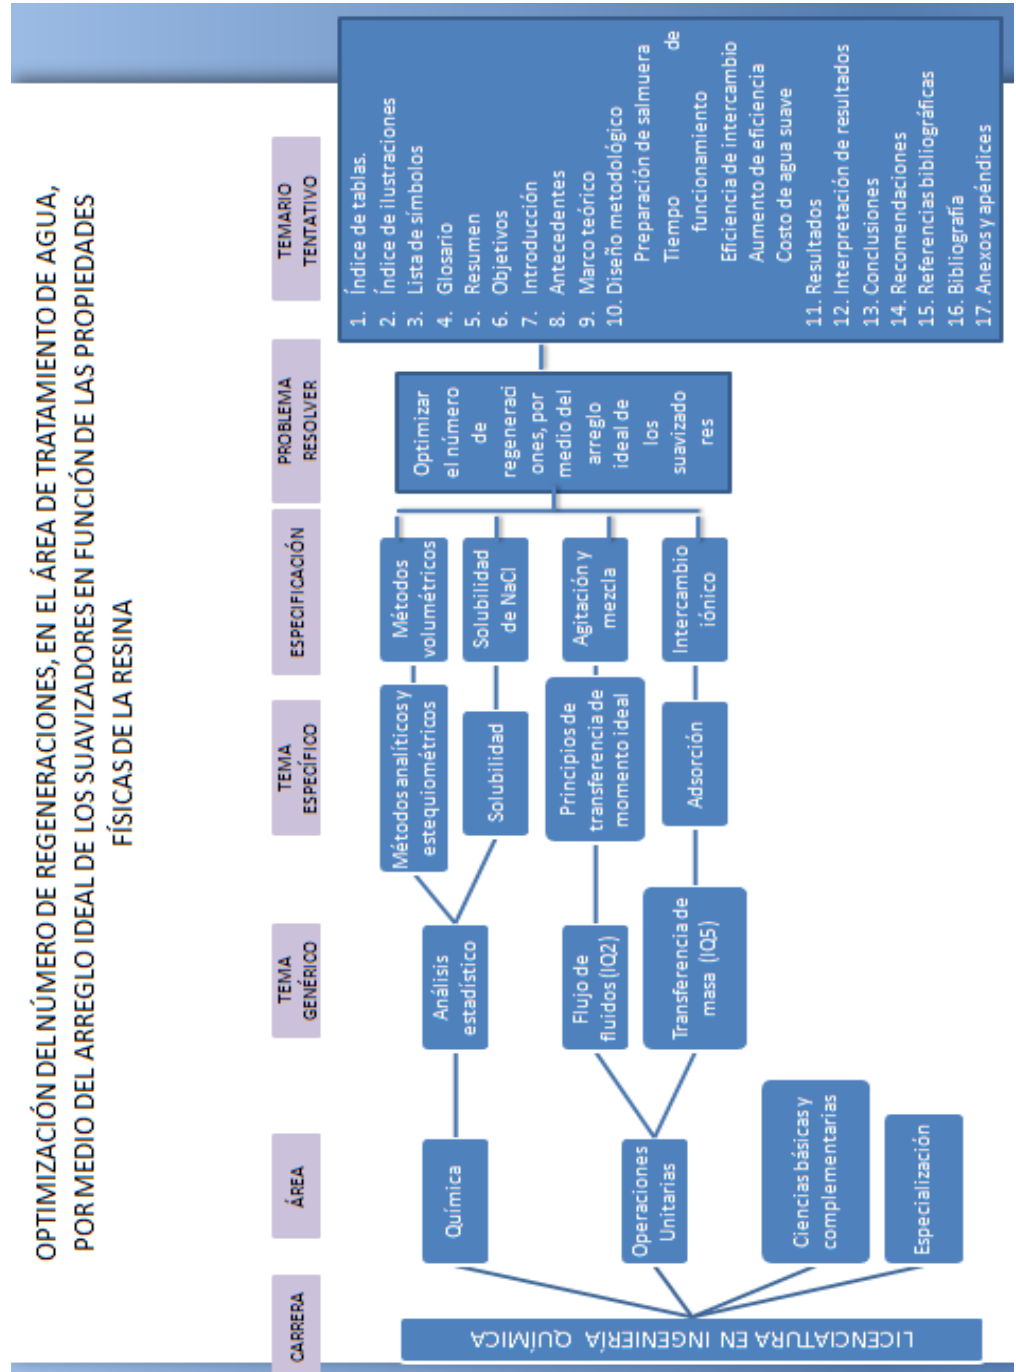 OPTIMIZACIÓN DEL NÚMERO DE REGENERACIONES, EN EL ÁREA DE TRATAMIENTO DE AGUA,
POR MEDIO DEL ARREGLO IDEAL DE LOS SUAVIZADORES EN FUNCIÓN DE LAS PROPIEDADES
FÍSICAS DE LA RESINA
CARRERA
ÁREA
TEMA
GENÉRICO
TEMA
ESPECÍFICO
ESPECIFICACIÓN
PROBLEMA
RESOLVER
TEMARIO
TENTATIVO
LICENCIATURA EN INGENIERÍA QUÍMICA
Química
Operaciones
Unitarias
Ciencias básicas y
complementarias
Especialización
Análisis
estadístico
Flujo de
fluidos (IQ2)
Transferencia de
masa (IQ5)
Métodos analíticos y
estequiométricos
Solubilidad
Principios de
transferencia de
momento ideal
Adsorción
Métodos
volumétricos
Solubilidad
de NaCl
Agitación y
mezcla
Intercambio
iónico
Optimizar
el número
de
regeneraci
ones, por
medio del
arreglo
ideal de
los
suavizado
res
1. Índice de tablas.
2. Índice de ilustraciones
3. Lista de símbolos
4. Glosario
5. Resumen
6. Objetivos
7. Introducción
8. Antecedentes
9. Marco teórico
10. Diseño metodológico
Preparación de salmuera
Tiempo de
funcionamiento
Eficiencia de intercambio
Aumento de eficiencia
Costo de agua suave
11. Resultados
12. Interpretación de resultados
13. Conclusiones
14. Recomendaciones
15. Referencias bibliográficas
16. Bibliografía
17. Anexos y apéndices